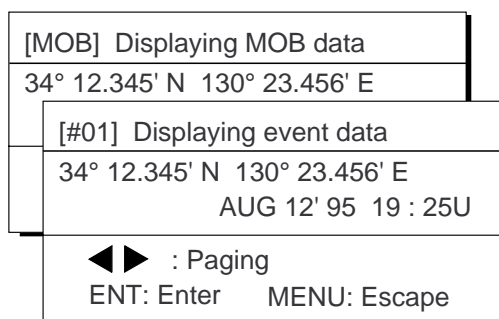 [MOB] Displaying MOB data
34° 12.345' N 130° 23.456' E
[#01] Displaying event data
34° 12.345' N 130° 23.456' E
AUG 12' 95 19 : 25U
◀ ▶ : Paging
ENT: Enter MENU: Escape